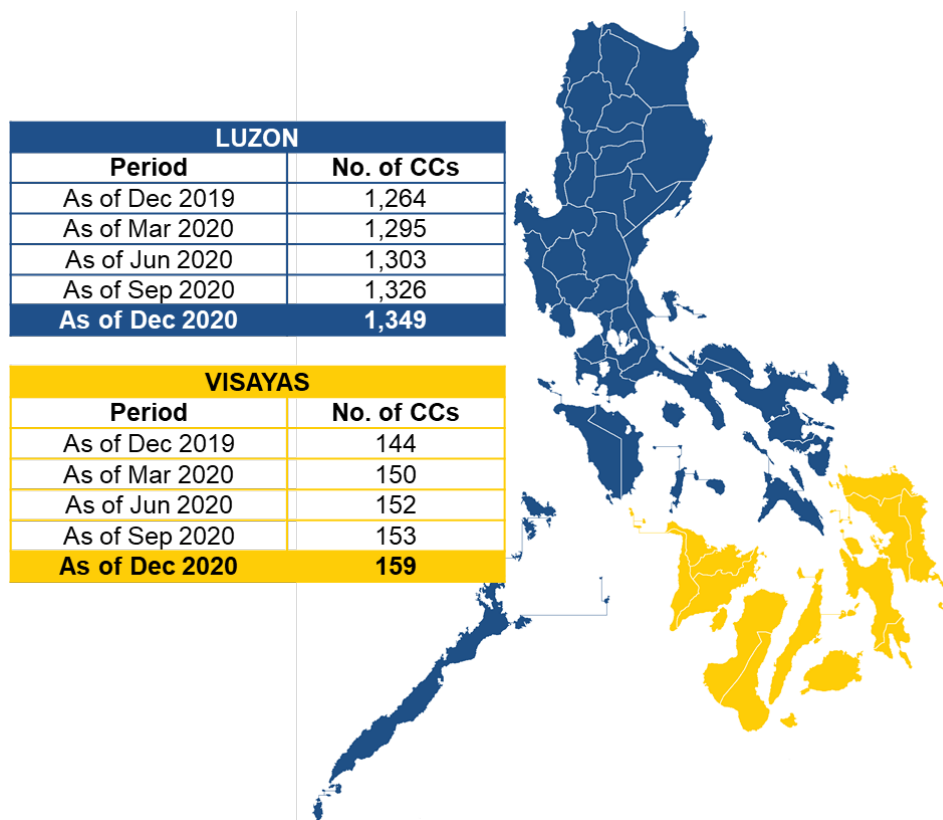 LUZON
Period No. of CCs
As of Dec 2019 1,264
As of Mar 2020 1,295
As of Jun 2020 1,303
As of Sep 2020 1,326
As of Dec 2020 1,349
VISAYAS
Period No. of CCs
As of Dec 2019 144
As of Mar 2020 150
As of Jun 2020 152
As of Sep 2020 153
As of Dec 2020 159